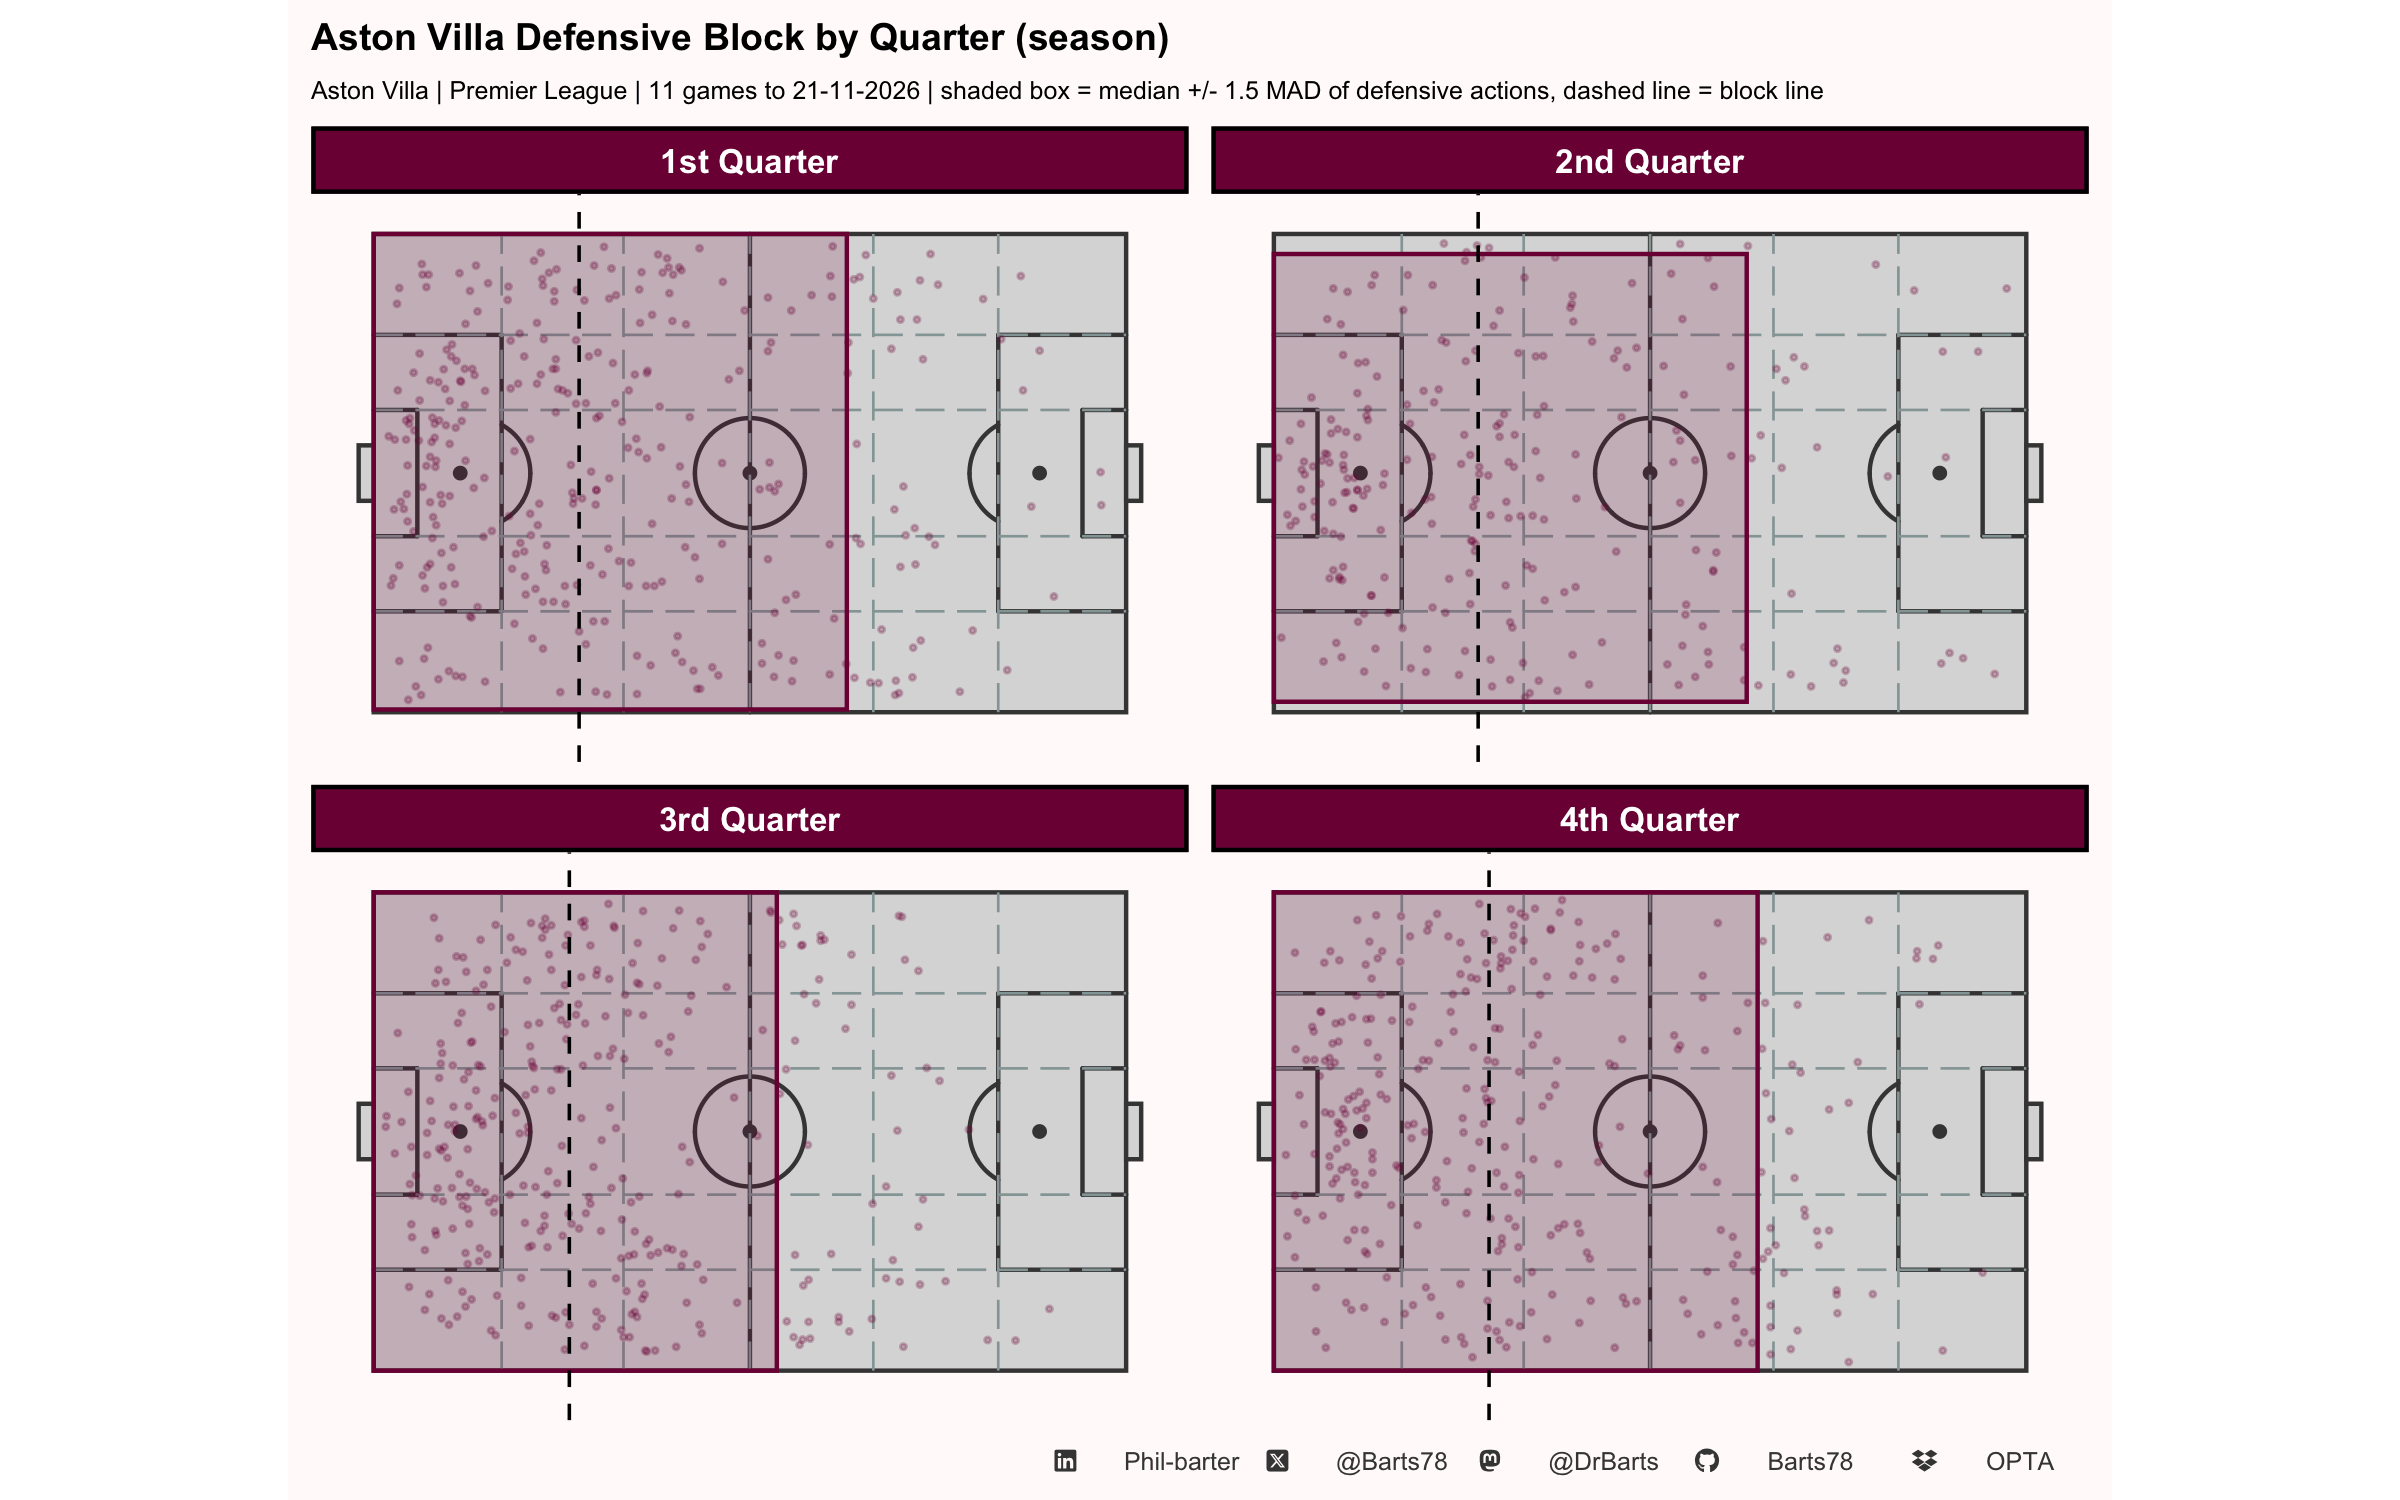 Aston Villa Defensive Block by Quarter (season)
Aston Villa | Premier League | 11 games to 21-11-2026 | shaded box = median +/- 1.5 MAD of defensive actions, dashed line = block line
1st Quarter
2nd Quarter
3rd Quarter
4th Quarter
Phil-barter @Barts78 @DrBarts Barts78 OPTA